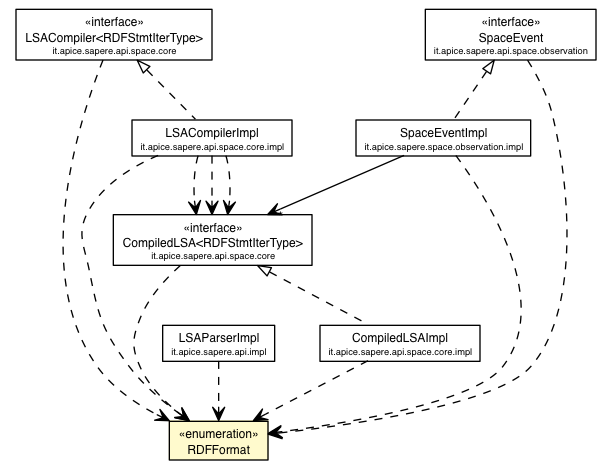 «interface»
LSACompiler<RDFStmtIterType>
it.apice.sapere.api.space.core
«interface»
SpaceEvent
it.apice.sapere.api.space.observation
LSACompilerImpl
it.apice.sapere.api.space.core.impl
SpaceEventImpl
it.apice.sapere.space.observation.impl
«interface»
CompiledLSA<RDFStmtIterType>
it.apice.sapere.api.space.core
LSAParserImpl
it.apice.sapere.api.impl
CompiledLSAImpl
it.apice.sapere.api.space.core.impl
«enumeration»
RDFFormat